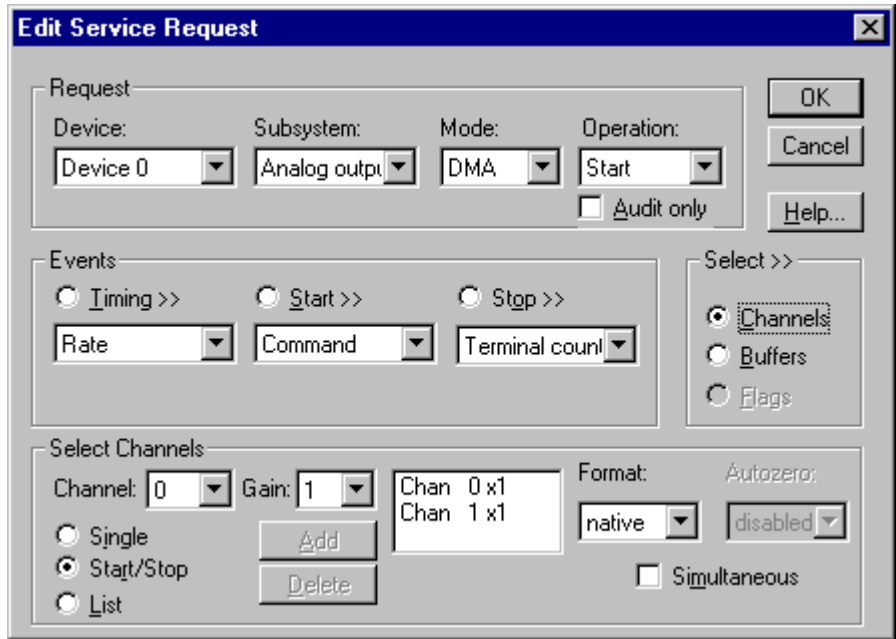 Edit Service Request
Request
OK
Device: Subsystem: Mode: Operation:
Cancel
Device 0 Analog outpu DMA Start
Audit only
Help...
Events
Select >>
Timing >> Start >> Stop >>
Channels
Rate Command Terminal count
Buffers
Flags
Select Channels
Channel: 0 Gain: 1
Chan 0 x1
Chan 1 x1
Format: Autozero:
native disabled
Single
Start/Stop
List
Add
Delete
Simultaneous